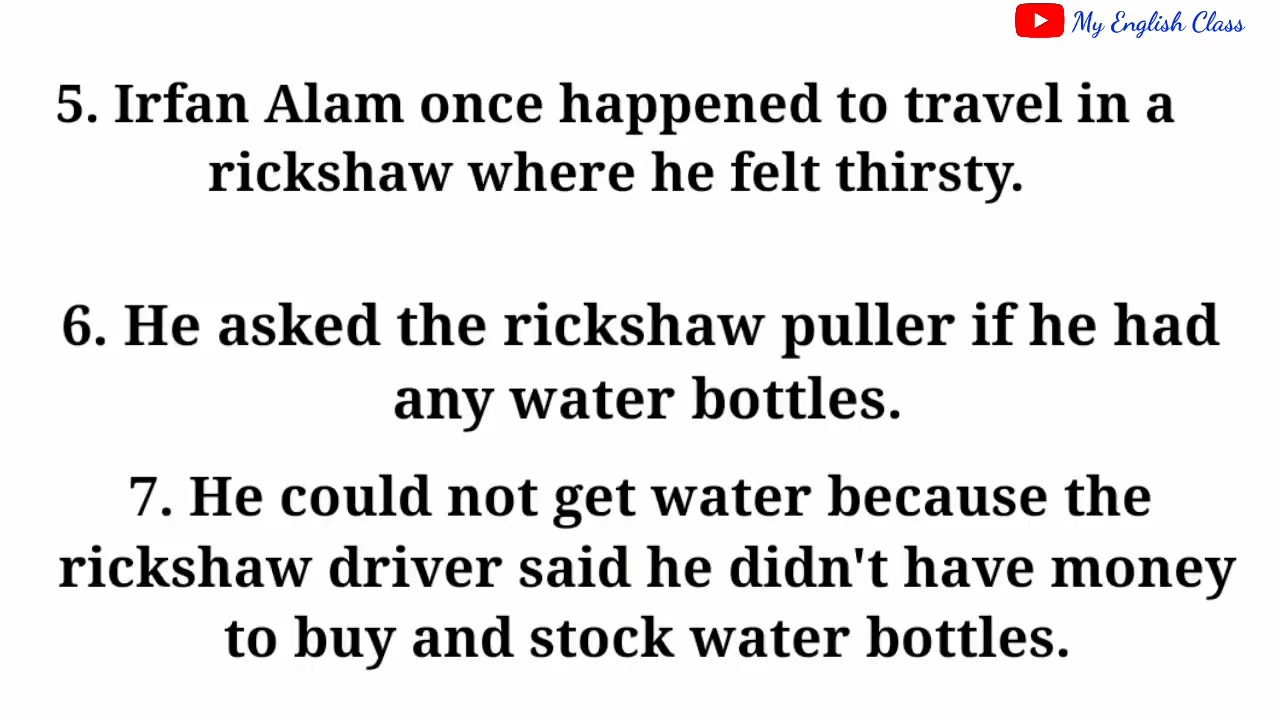 My English Class
5. Irfan Alam once happened to travel in a
rickshaw where he felt thirsty.
6. He asked the rickshaw puller if he had
any water bottles.
7. He could not get water because the
rickshaw driver said he didn't have money
to buy and stock water bottles.